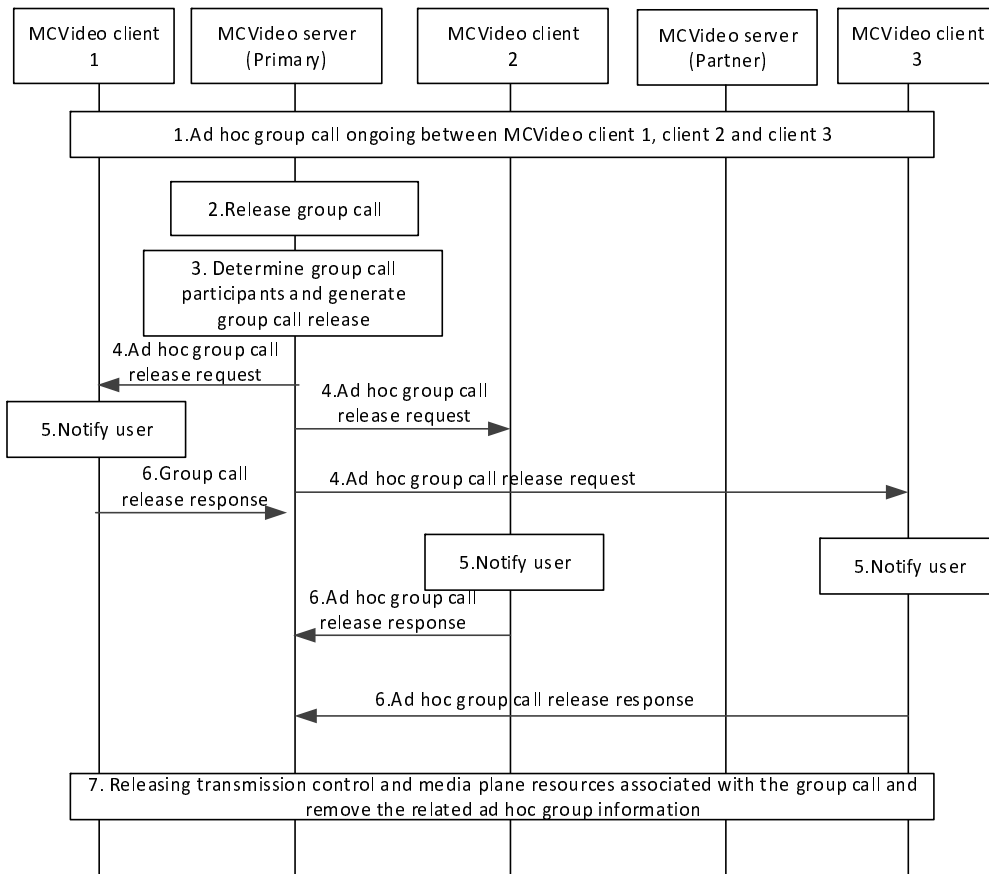 MCVideo client
1
MCVideo server
(Primary)
MCVideo client
2
MCVideo server
(Partner)
MCVideo client
3
1.Ad hoc group call ongoing between MCVideo client 1, client 2 and client 3
2.Release group call
3. Determine group call
participants and generate
group call release
4.Ad hoc group call
release request
4.Ad hoc group call
release request
5.Notify user
6.Group call
release response
4.Ad hoc group call release request
5.Notify user
5.Notify user
6.Ad hoc group call
release response
6.Ad hoc group call release response
7. Releasing transmission control and media plane resources associated with the group call and
remove the related ad hoc group information